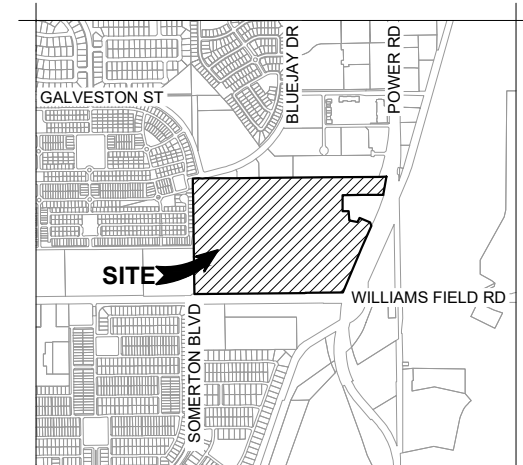 BLUEJAY DR
POWER RD
GALVESTON ST
SITE
WILLIAMS FIELD RD
SOMERTON BLVD